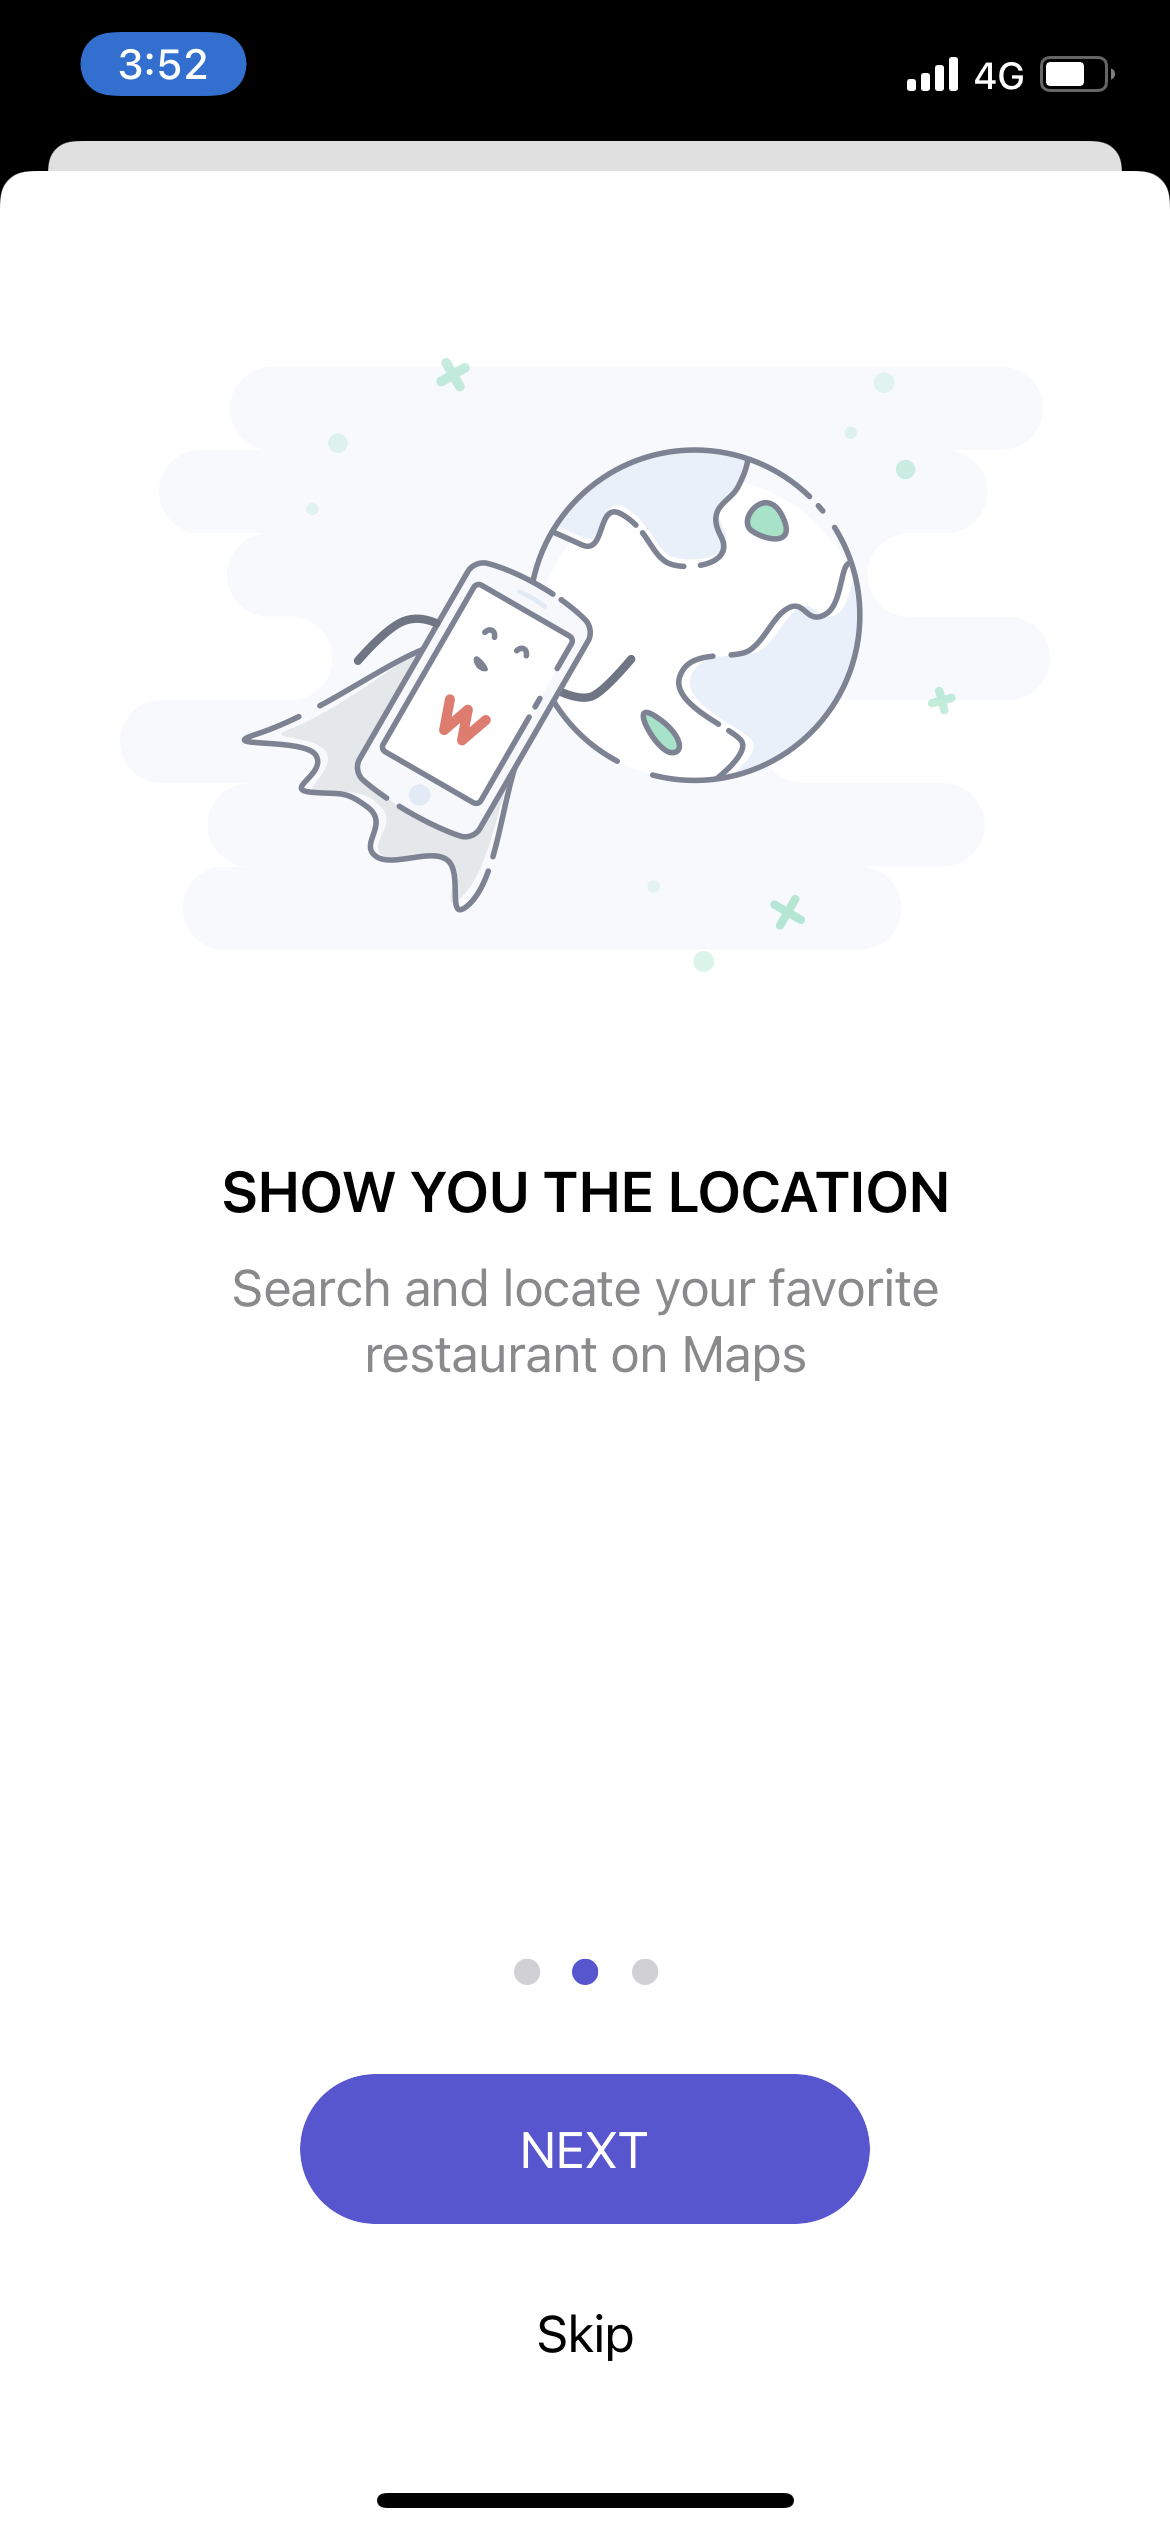 3:52
4G
W
SHOW YOU THE LOCATION
Search and locate your favorite
restaurant on Maps
NEXT
Skip